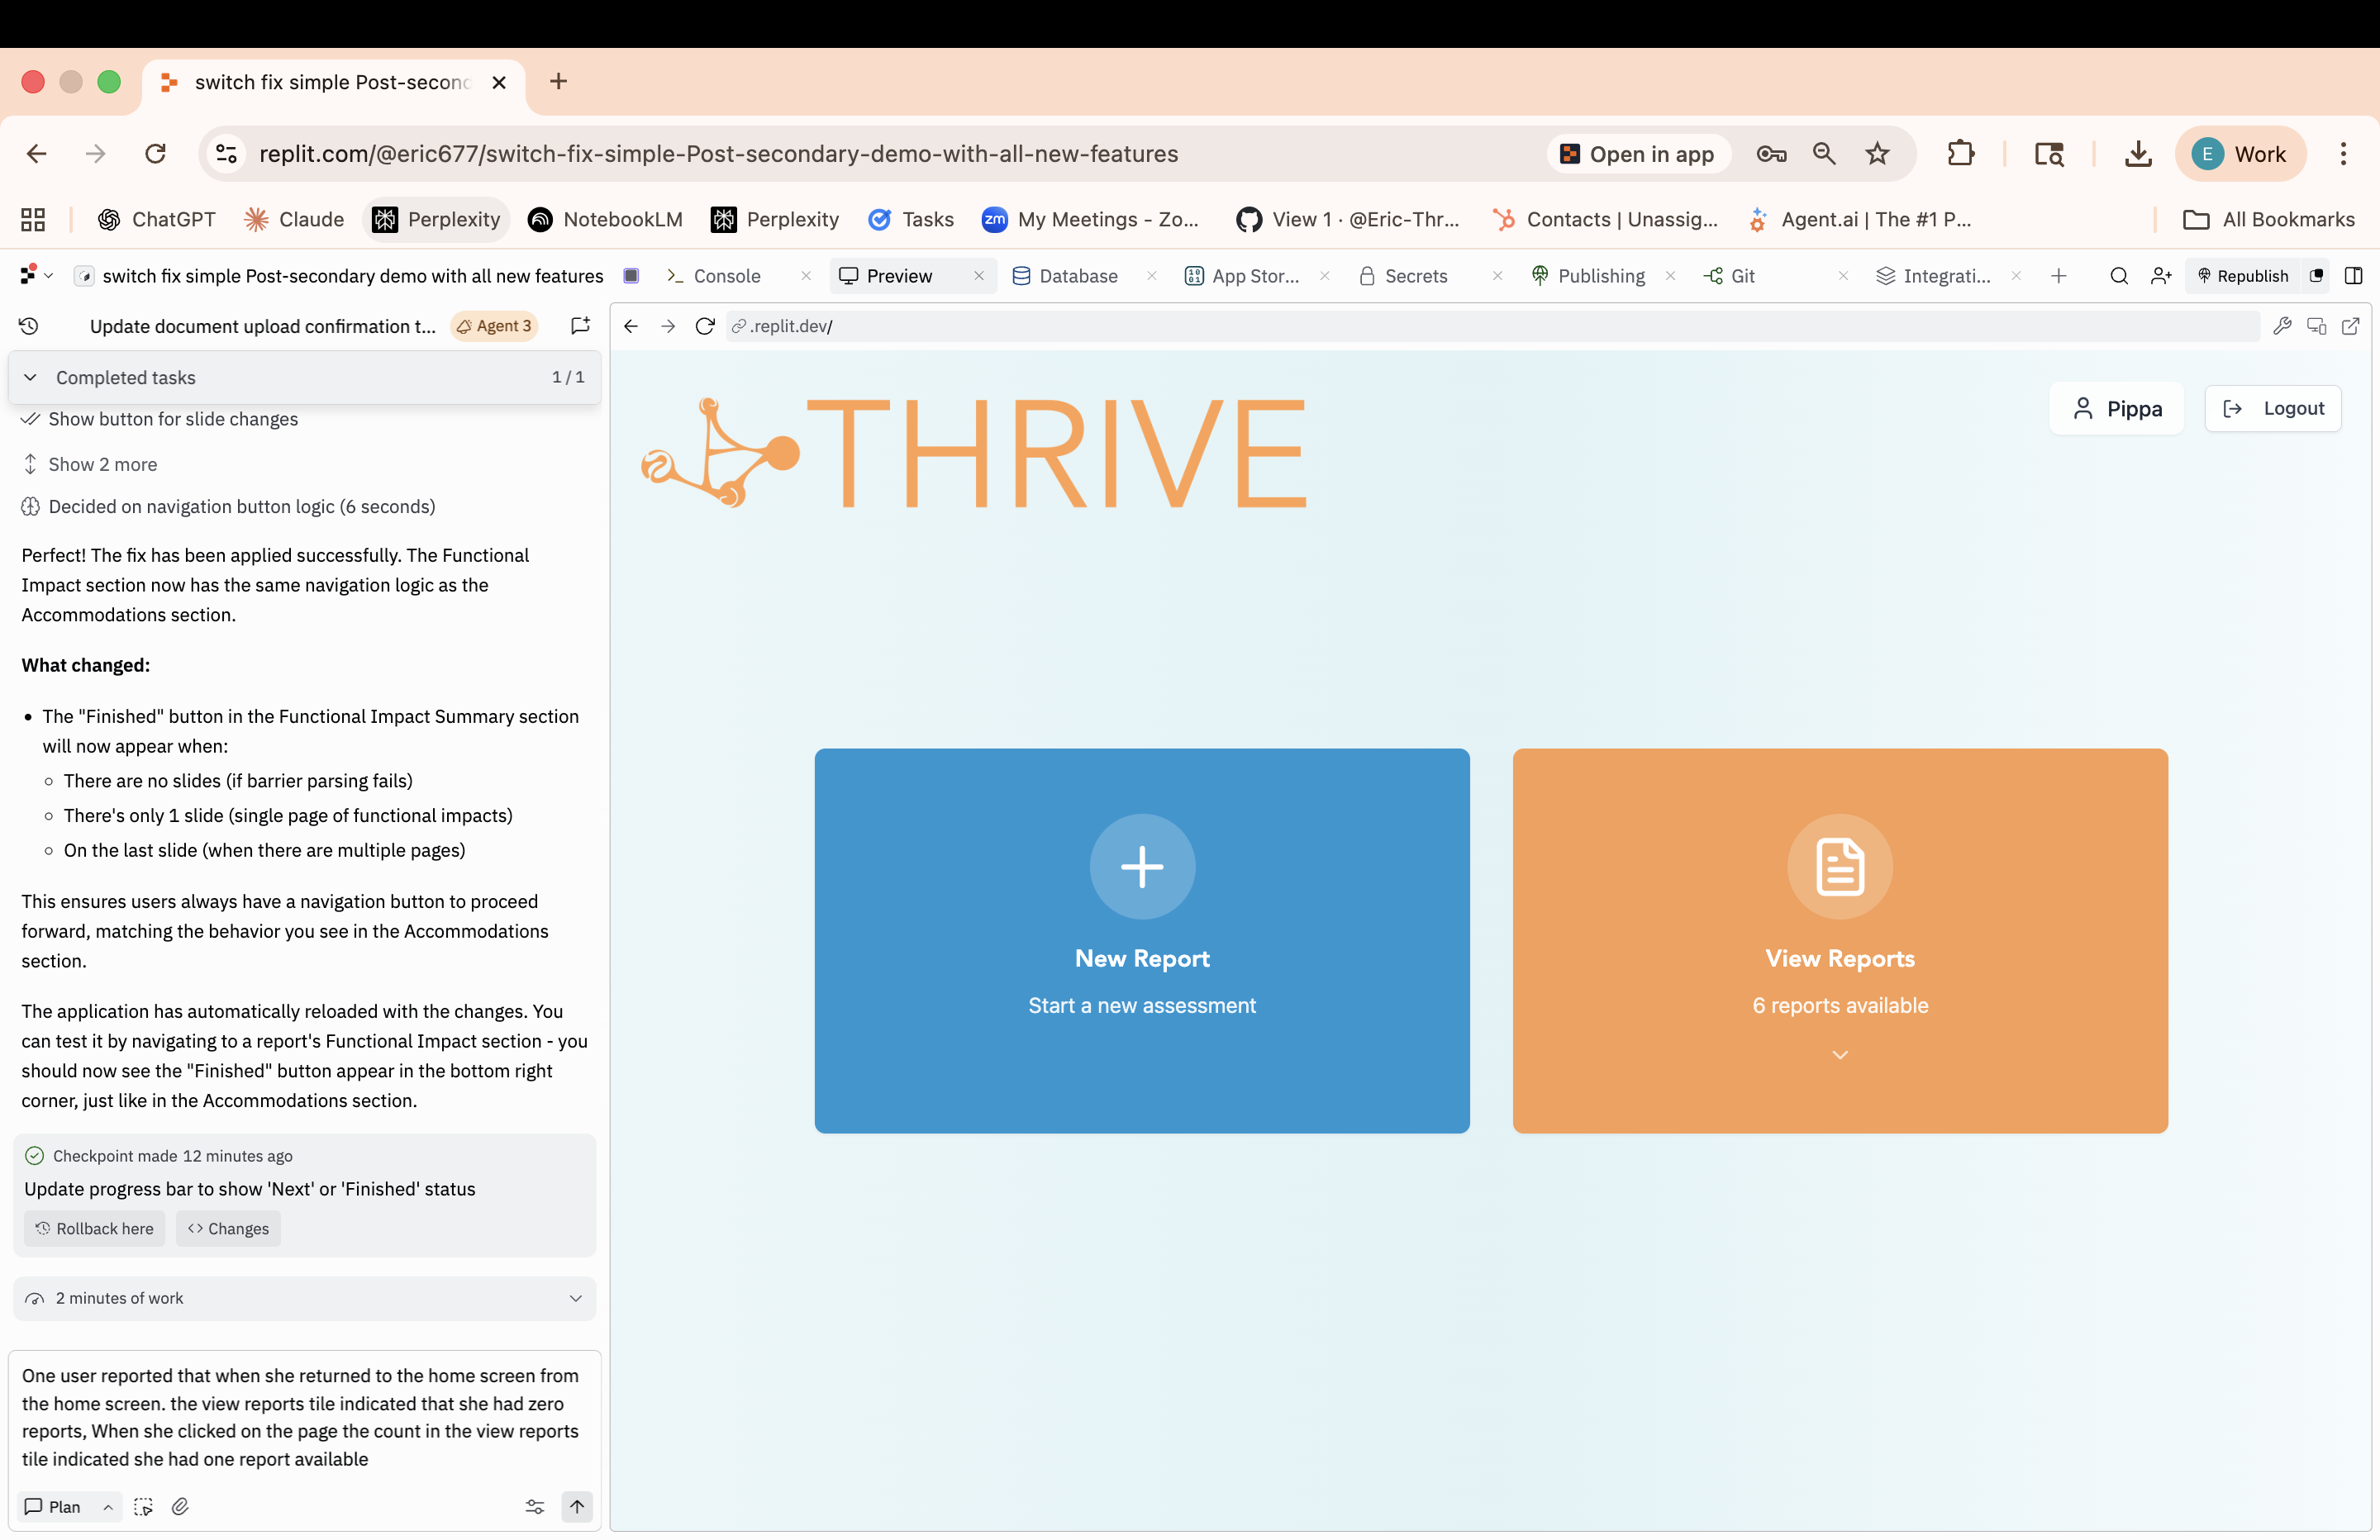 switch fix simple Post-second
replit.com/@eric677/switch-fix-simple-Post-secondary-demo-with-all-new-features
Open in app
E
Work
ChatGPT
Claude
Perplexity
NotebookLM
Perplexity
Tasks
zm
My Meetings - Zo...
View 1 · @Eric-Thr...
Contacts | Unassig...
Agent.ai | The #1 P...
All Bookmarks
switch fix simple Post-secondary demo with all new features
Console
Preview
Database
App Stor...
Secrets
Publishing
Git
Integrati...
Republish
Update document upload confirmation t...
Agent 3
.replit.dev/
Completed tasks
1 / 1
Show button for slide changes
Show 2 more
Decided on navigation button logic (6 seconds)
Perfect! The fix has been applied successfully. The Functional
Impact section now has the same navigation logic as the
Accommodations section.
What changed:
• The "Finished" button in the Functional Impact Summary section
will now appear when:
◦ There are no slides (if barrier parsing fails)
◦ There's only 1 slide (single page of functional impacts)
◦ On the last slide (when there are multiple pages)
This ensures users always have a navigation button to proceed
forward, matching the behavior you see in the Accommodations
section.
The application has automatically reloaded with the changes. You
can test it by navigating to a report's Functional Impact section - you
should now see the "Finished" button appear in the bottom right
corner, just like in the Accommodations section.
Checkpoint made 12 minutes ago
Update progress bar to show 'Next' or 'Finished' status
Rollback here
Changes
2 minutes of work
One user reported that when she returned to the home screen from
the home screen. the view reports tile indicated that she had zero
reports, When she clicked on the page the count in the view reports
tile indicated she had one report available
Plan
THRIVE
Pippa
Logout
New Report
Start a new assessment
View Reports
6 reports available